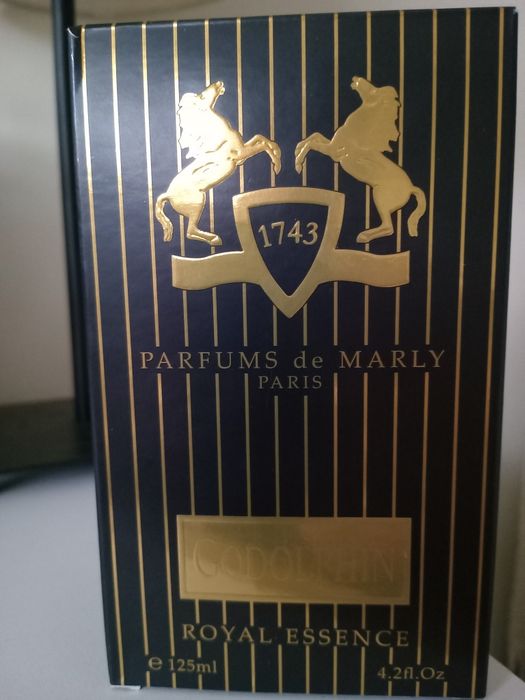 1743
PARFUMS de MARLY
PARIS
GODOLPHIN
ROYAL ESSENCE
℮ 125ml 4.2fl.Oz